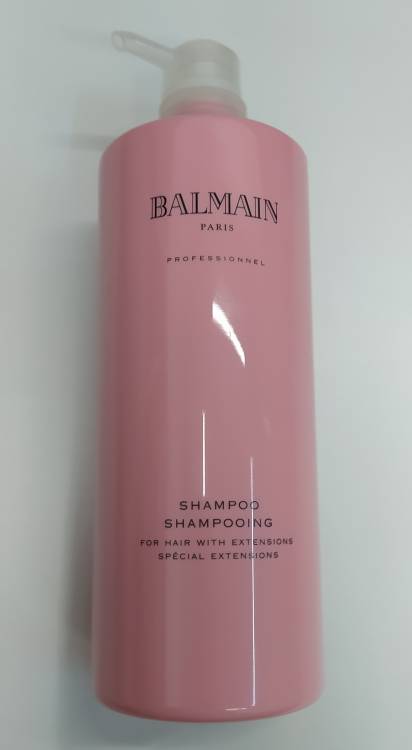 BALMAIN
PARIS
PROFESSIONNEL
SHAMPOO
SHAMPOOING
FOR HAIR WITH EXTENSIONS
SPÉCIAL EXTENSIONS